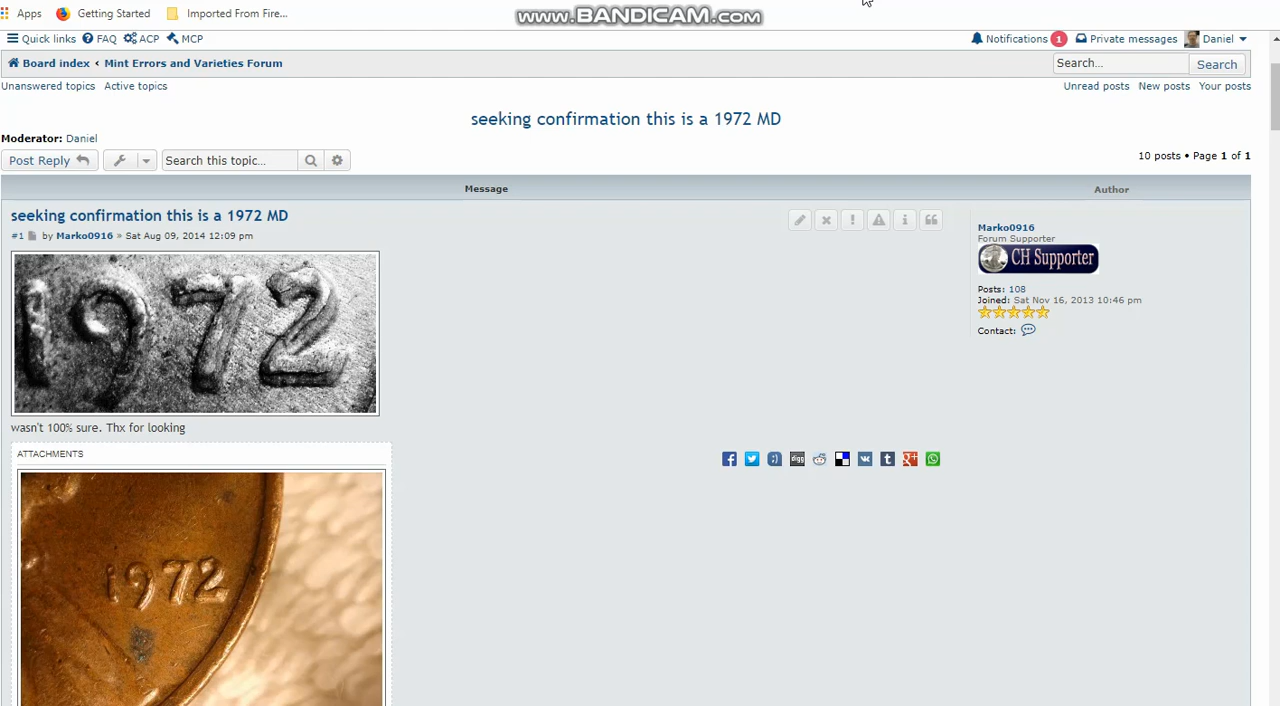 Apps Getting Started Imported From Fire...
www.BANDICAM.com
Quick links FAQ ACP MCP Notifications 1 Private messages Daniel
Board index ‹ Mint Errors and Varieties Forum Search... Search
Unanswered posts Active topics Unread posts New posts Your posts
seeking confirmation this is a 1972 MD
Moderator: Daniel
Post Reply Search this topic... 10 posts • Page 1 of 1
Message Author
seeking confirmation this is a 1972 MD
#1 by Marko0916 » Sat Aug 09, 2014 12:09 pm
Marko0916
Forum Supporter
CH Supporter
Posts: 108
Joined: Sat Nov 16, 2013 10:46 pm
Contact:
1972
wasn't 100% sure. Thx for looking
ATTACHMENTS
digg
1972